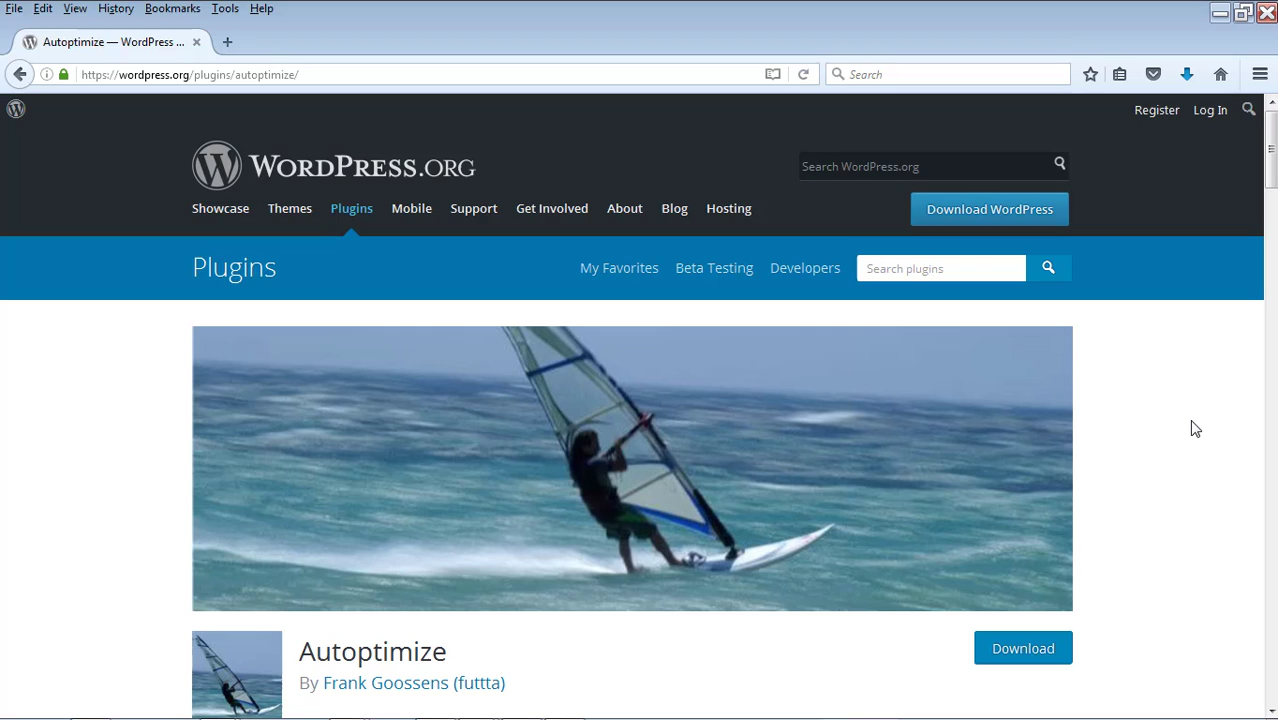 File Edit View History Bookmarks Tools Help
Autoptimize — WordPress ...
https://wordpress.org/plugins/autoptimize/
Search
Register Log In
WORDPRESS.ORG
Search WordPress.org
Showcase Themes Plugins Mobile Support Get Involved About Blog Hosting
Download WordPress
Plugins
My Favorites Beta Testing Developers
Search plugins
Autoptimize
Download
By Frank Goossens (futtta)